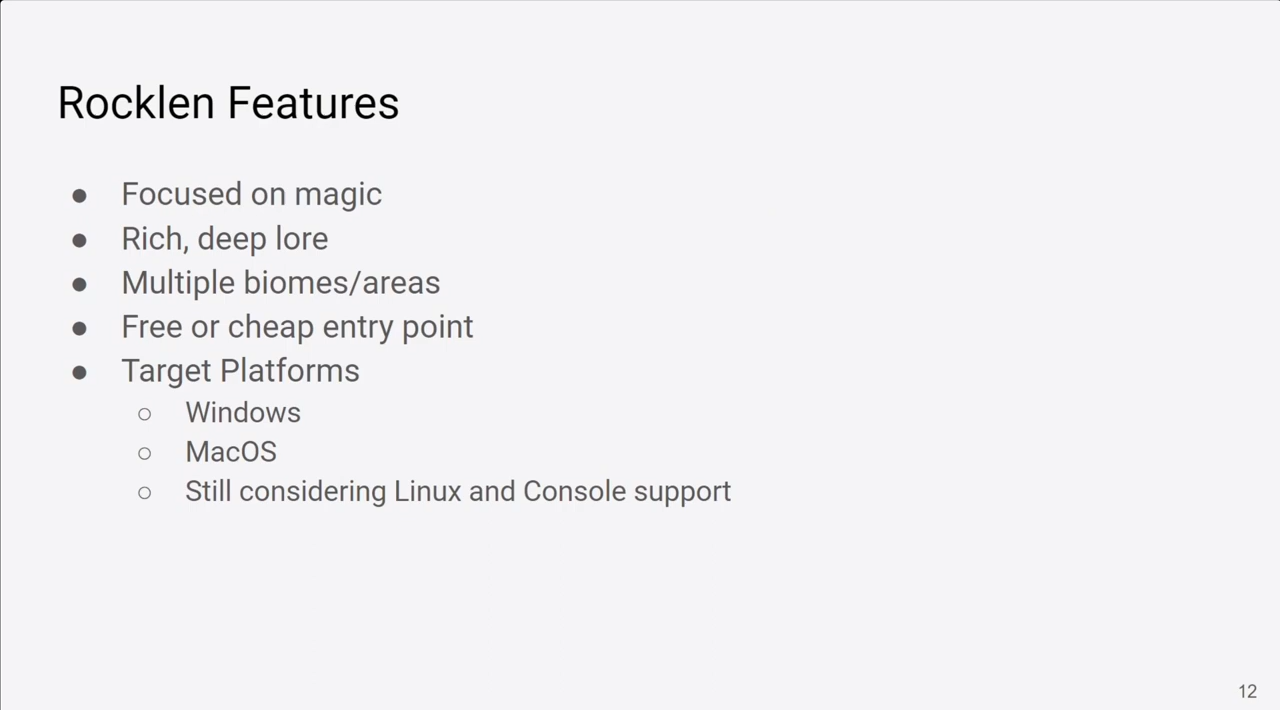 Rocklen Features
● Focused on magic
● Rich, deep lore
● Multiple biomes/areas
● Free or cheap entry point
● Target Platforms
○ Windows
○ MacOS
○ Still considering Linux and Console support
12